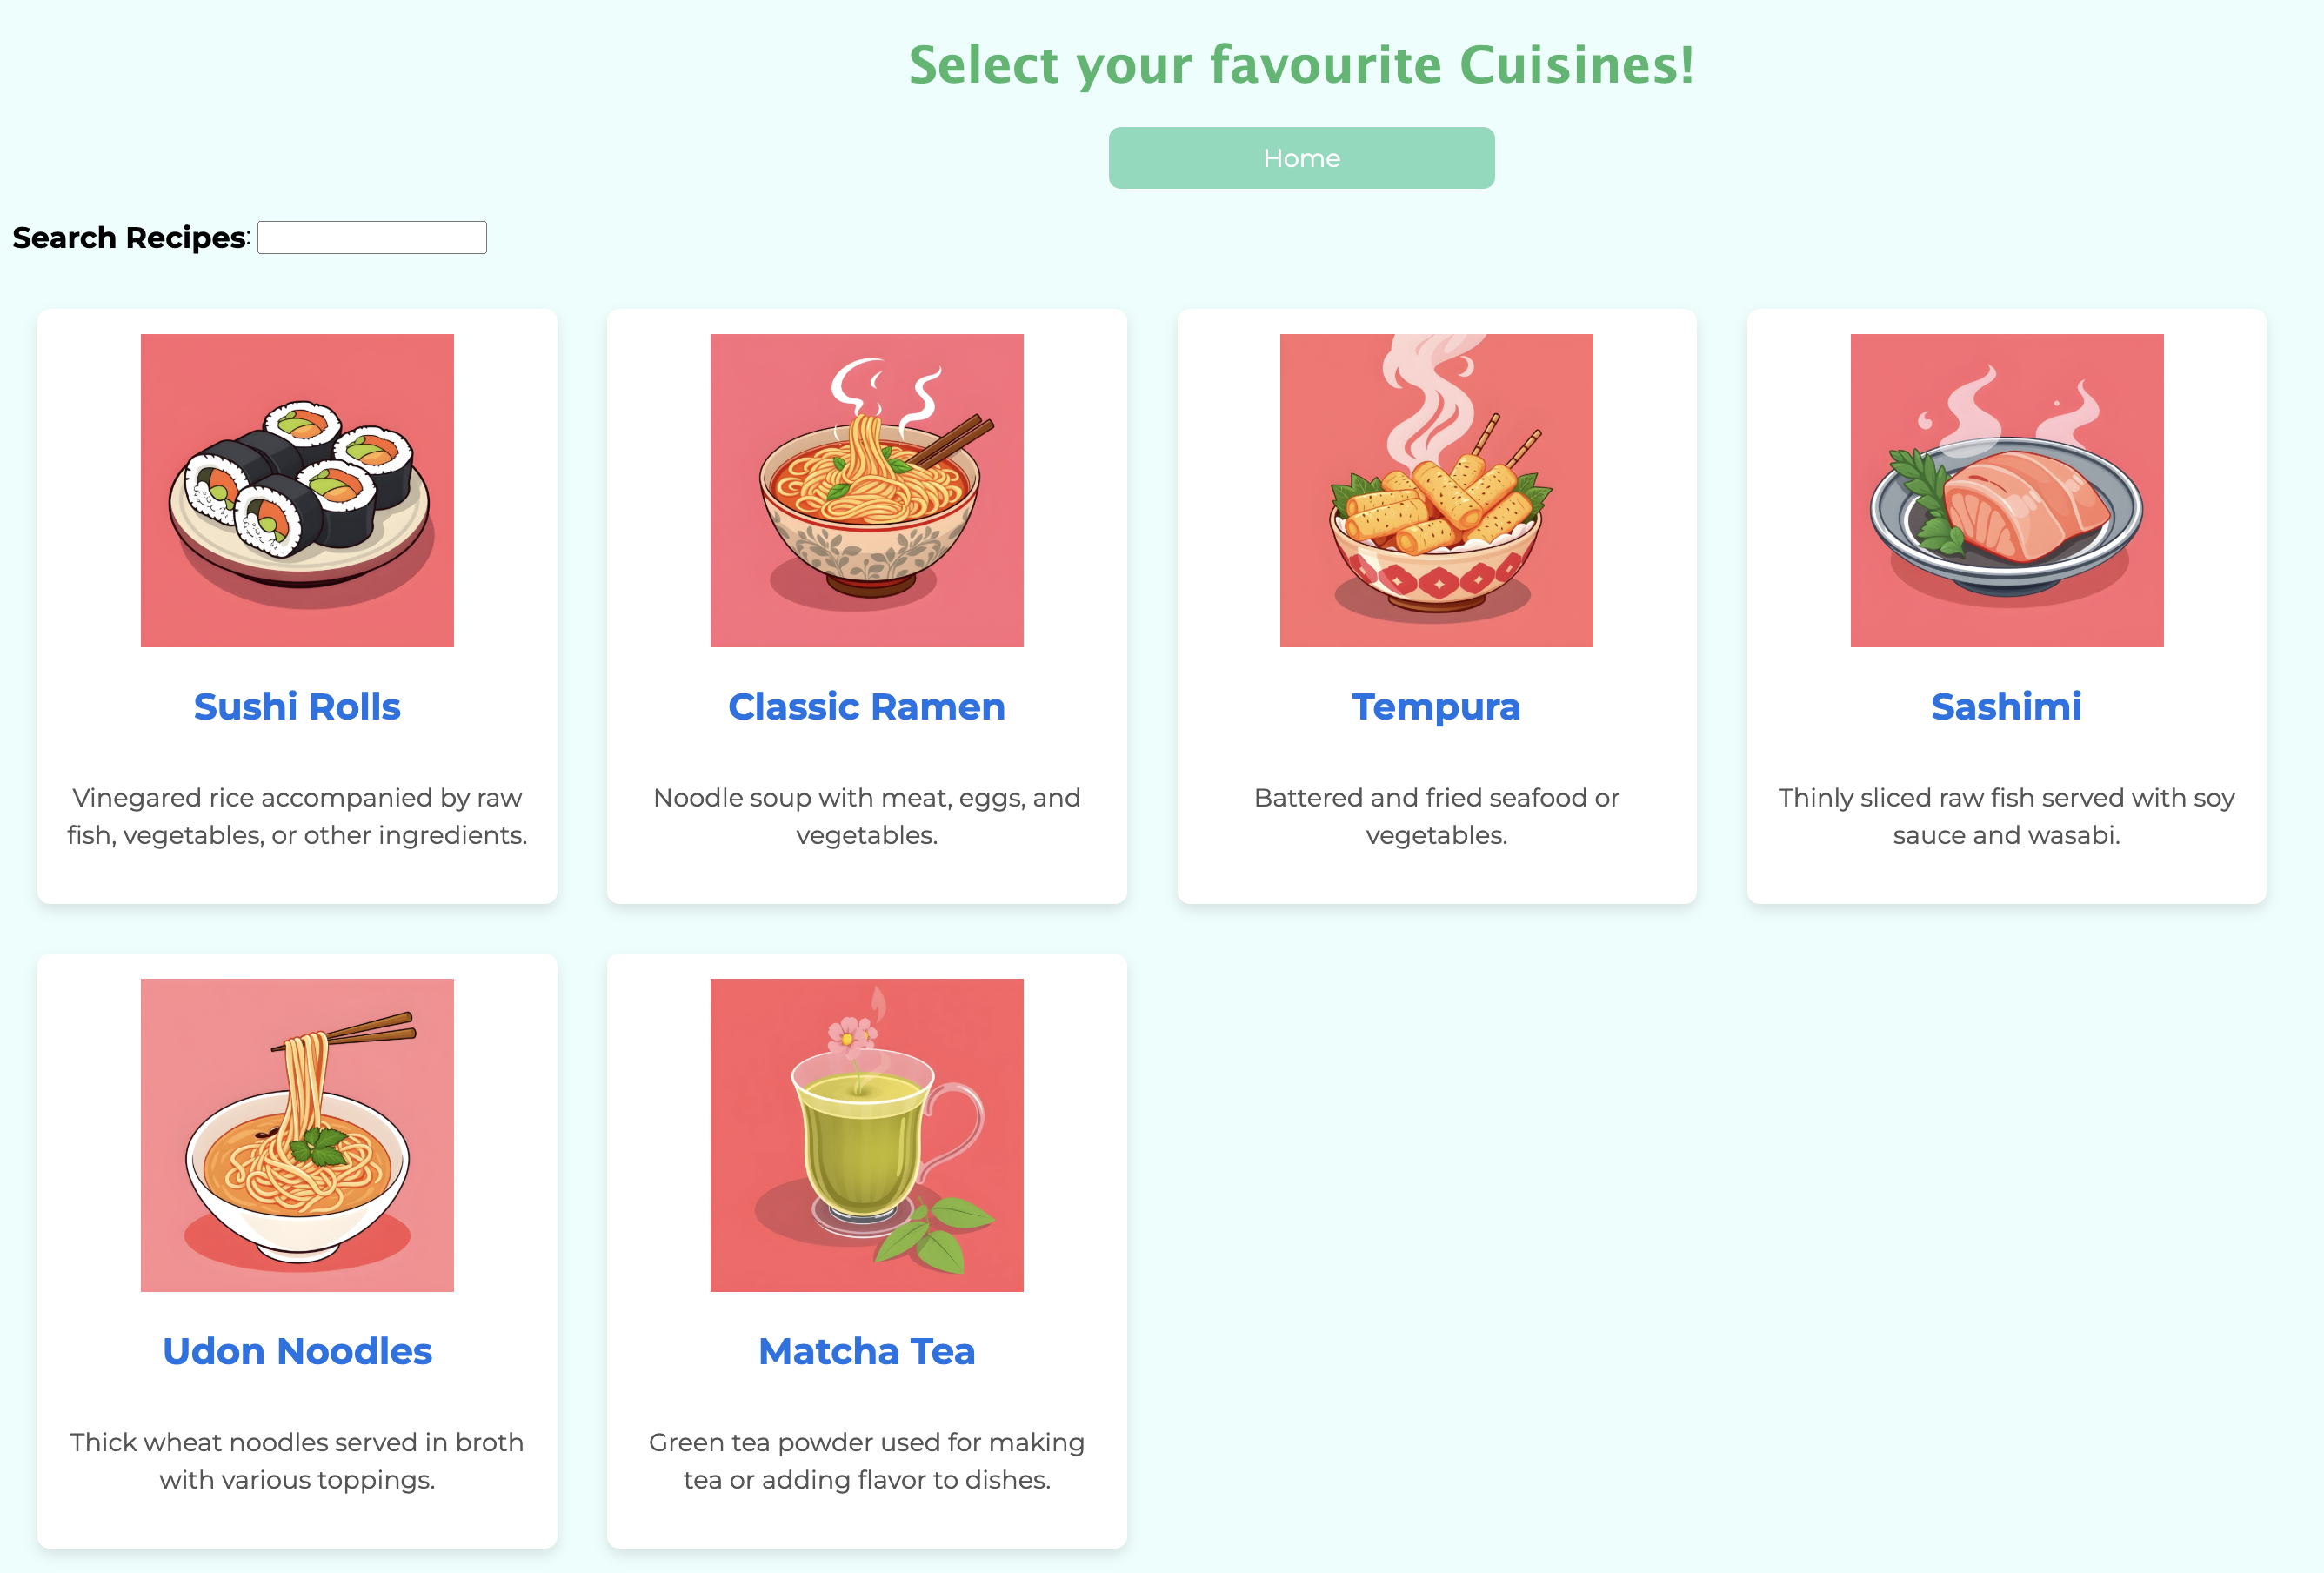 Select your favourite Cuisines!
Home
Search Recipes:
Sushi Rolls
Vinegared rice accompanied by raw
fish, vegetables, or other ingredients.
Classic Ramen
Noodle soup with meat, eggs, and
vegetables.
Tempura
Battered and fried seafood or
vegetables.
Sashimi
Thinly sliced raw fish served with soy
sauce and wasabi.
Udon Noodles
Thick wheat noodles served in broth
with various toppings.
Matcha Tea
Green tea powder used for making
tea or adding flavor to dishes.